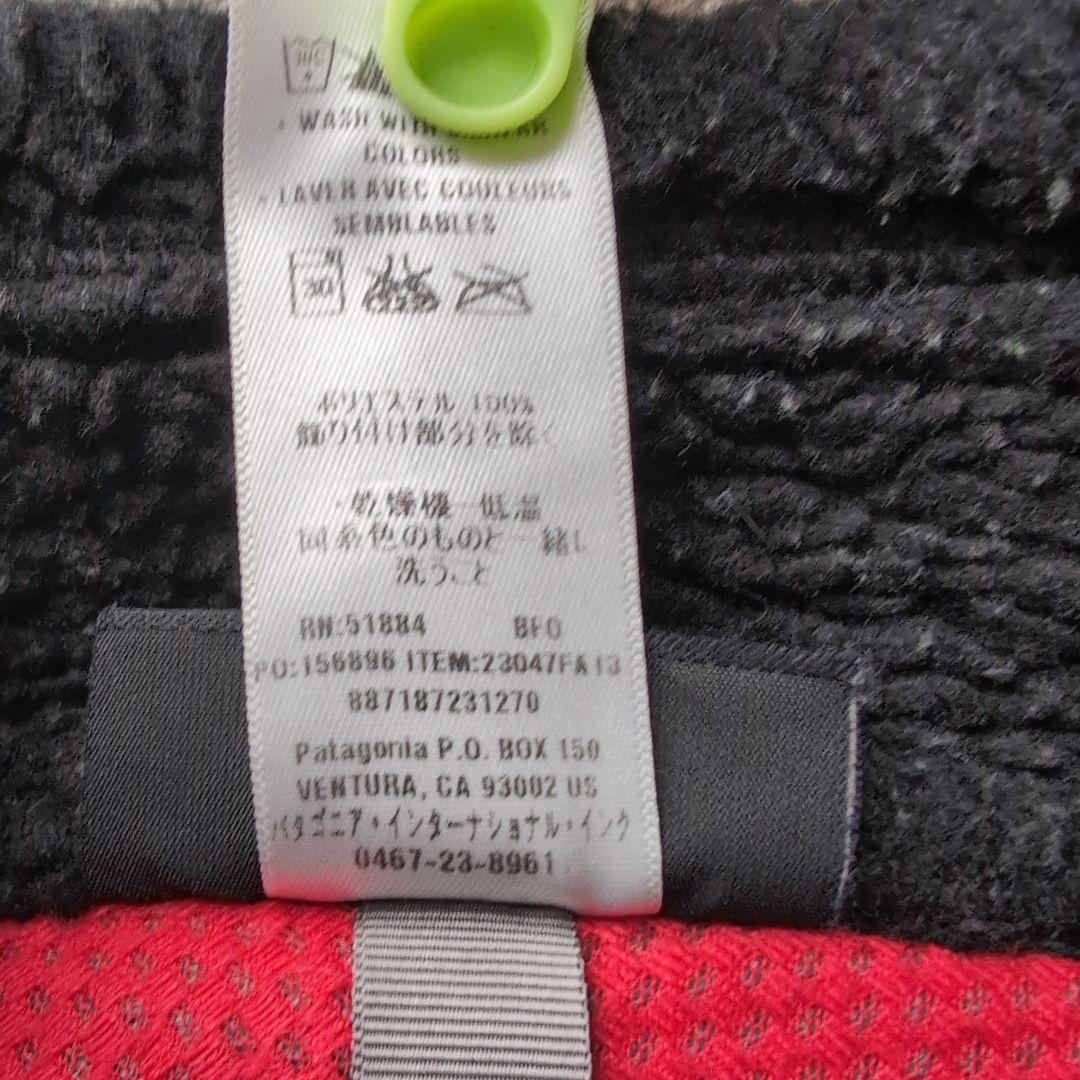 30C
• WASH WITH SIMILAR
COLORS
• LAVER AVEC COULEURS
SEMBLABLES
30
ポリエステル 100%
飾り付け部分を除く
・乾燥機ー低温
同系色のものと一緒に
洗うこと
RN:51884 BFO
PO:156896 ITEM:23047FA13
887187231270
Patagonia P.O. BOX 150
VENTURA, CA 93002 US
パタゴニア・インターナショナル・インク
0467-23-8961